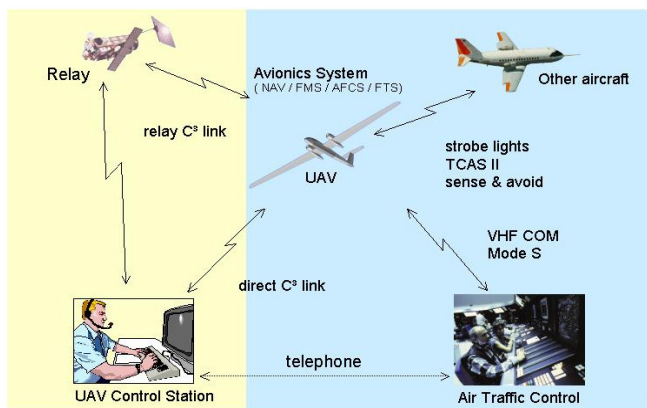 Relay
Avionics System
( NAV / FMS / AFCS / FTS)
Other aircraft
relay C³ link
UAV
strobe lights
TCAS II
sense & avoid
VHF COM
Mode S
direct C³ link
telephone
UAV Control Station
Air Traffic Control